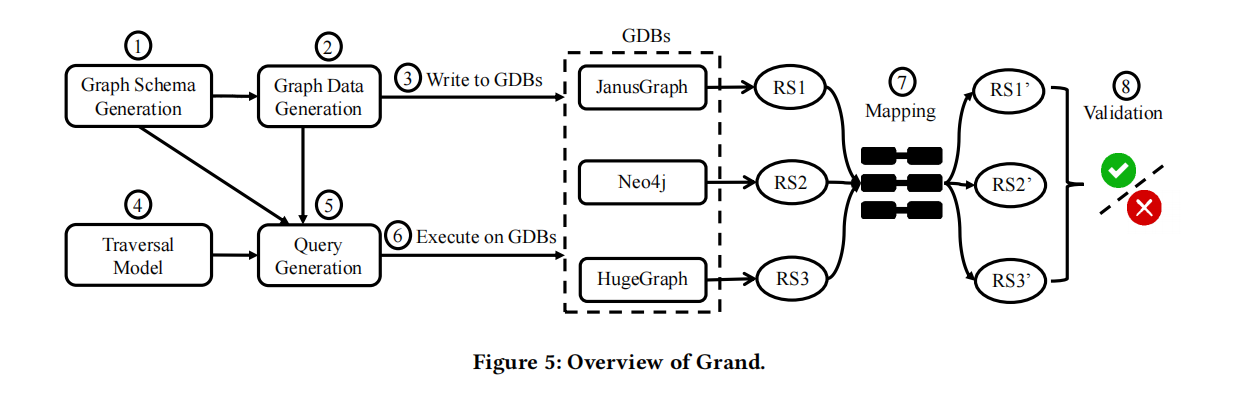 1
Graph Schema
Generation
2
Graph Data
Generation
3 Write to GDBs
4
Traversal
Model
5
Query
Generation
6 Execute on GDBs
GDBs
JanusGraph
Neo4j
HugeGraph
RS1
RS2
RS3
7
Mapping
RS1’
RS2’
RS3’
8
Validation
Figure 5: Overview of Grand.